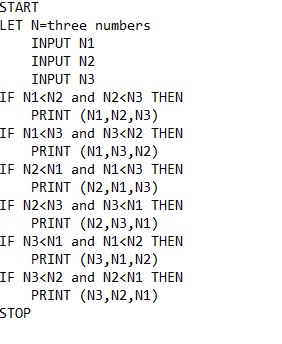 START
LET N=three numbers
    INPUT N1
    INPUT N2
    INPUT N3
IF N1<N2 and N2<N3 THEN
    PRINT (N1,N2,N3)
IF N1<N3 and N3<N2 THEN
    PRINT (N1,N3,N2)
IF N2<N1 and N1<N3 THEN
    PRINT (N2,N1,N3)
IF N2<N3 and N3<N1 THEN
    PRINT (N2,N3,N1)
IF N3<N1 and N1<N2 THEN
    PRINT (N3,N1,N2)
IF N3<N2 and N2<N1 THEN
    PRINT (N3,N2,N1)
STOP